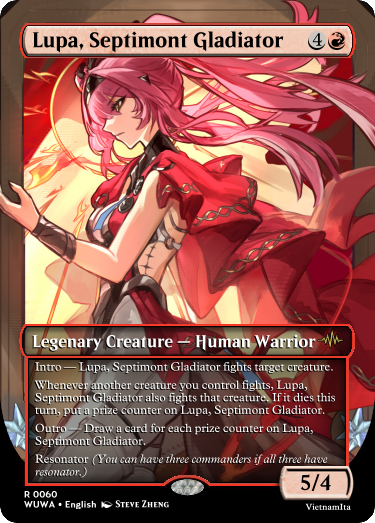 Lupa, Septimont Gladiator 4
Legenary Creature — Human Warrior
Intro — Lupa, Septimont Gladiator fights target creature.
Whenever another creature you control fights, Lupa,
Septimont Gladiator also fights that creature. If it dies this
turn, put a prize counter on Lupa, Septimont Gladiator.
Outro — Draw a card for each prize counter on Lupa,
Septimont Gladiator.
Resonator (You can have three commanders if all three have
resonator.)
5/4
R 0060
WUWA • English Steve Zheng
VietnamIta